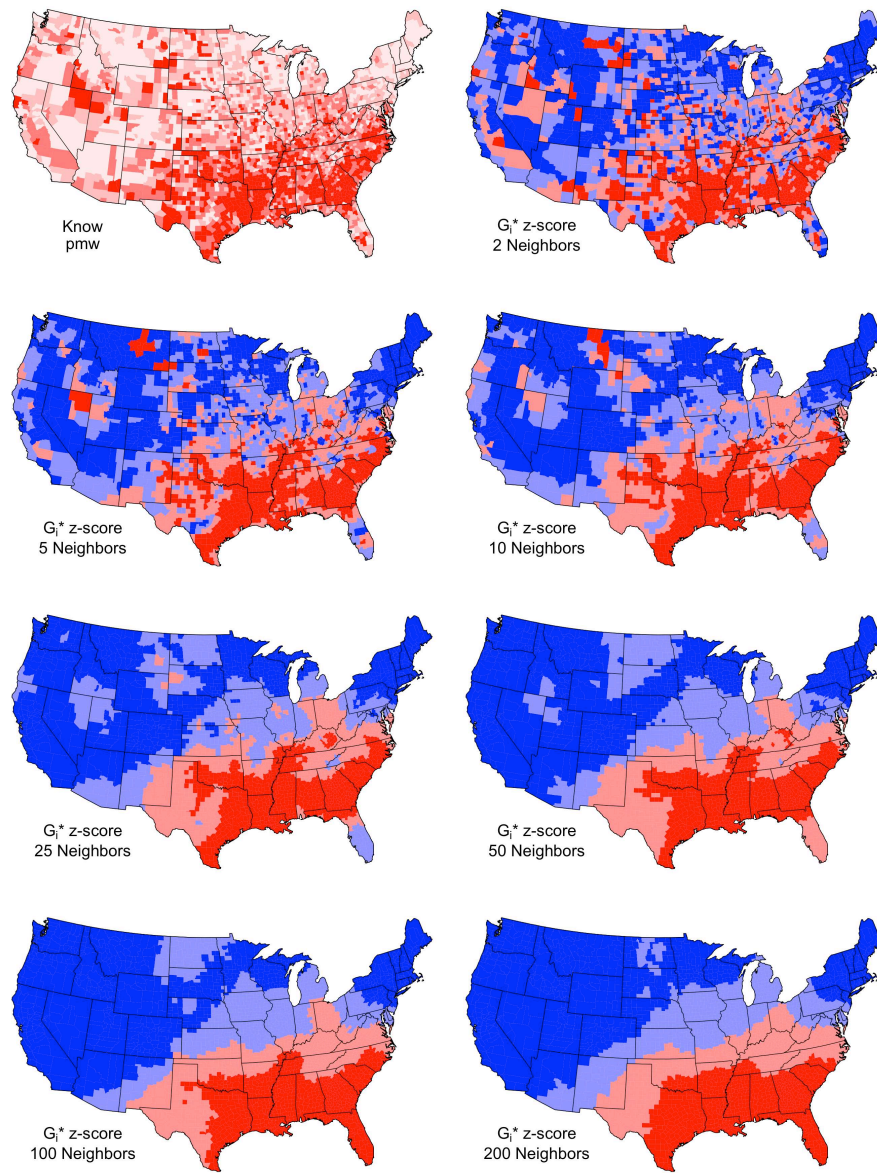 Know
pmw
Gi* z-score
2 Neighbors
Gi* z-score
5 Neighbors
Gi* z-score
10 Neighbors
Gi* z-score
25 Neighbors
Gi* z-score
50 Neighbors
Gi* z-score
100 Neighbors
Gi* z-score
200 Neighbors